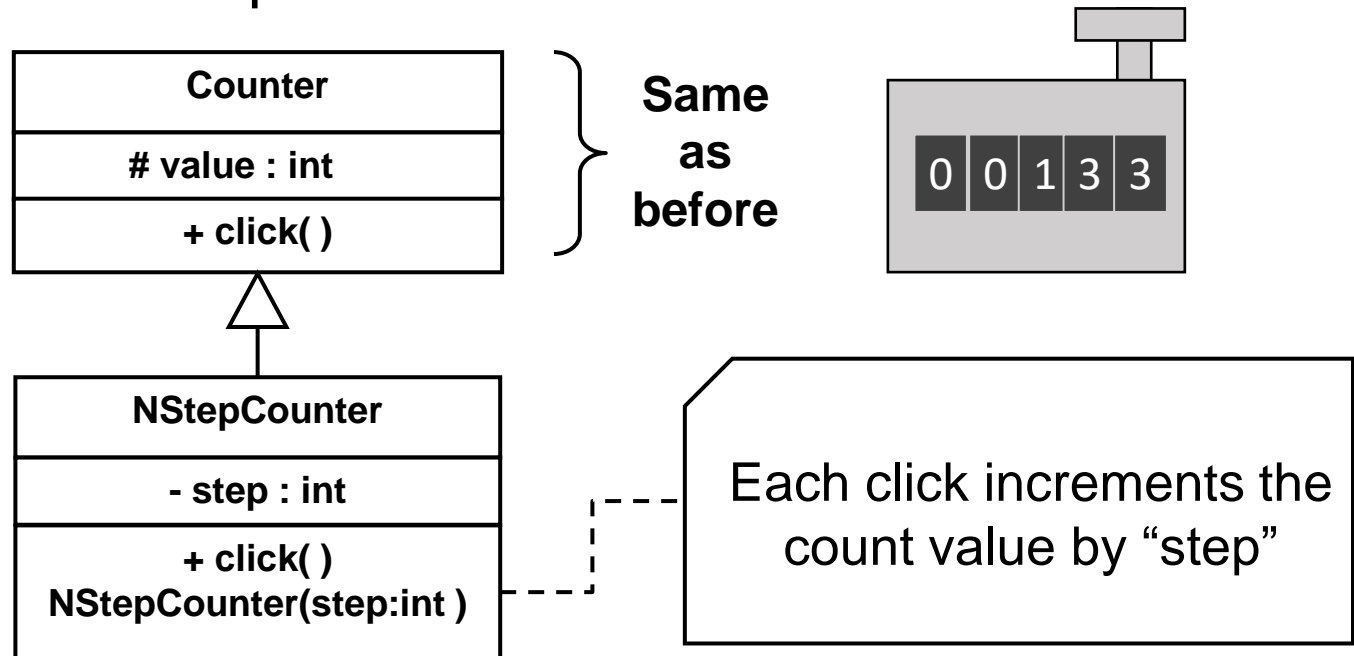 Counter
# value : int
+ click( )
Same
as
before
0 0 1 3 3
NStepCounter
- step : int
+ click( )
NStepCounter(step:int )
Each click increments the
count value by “step”